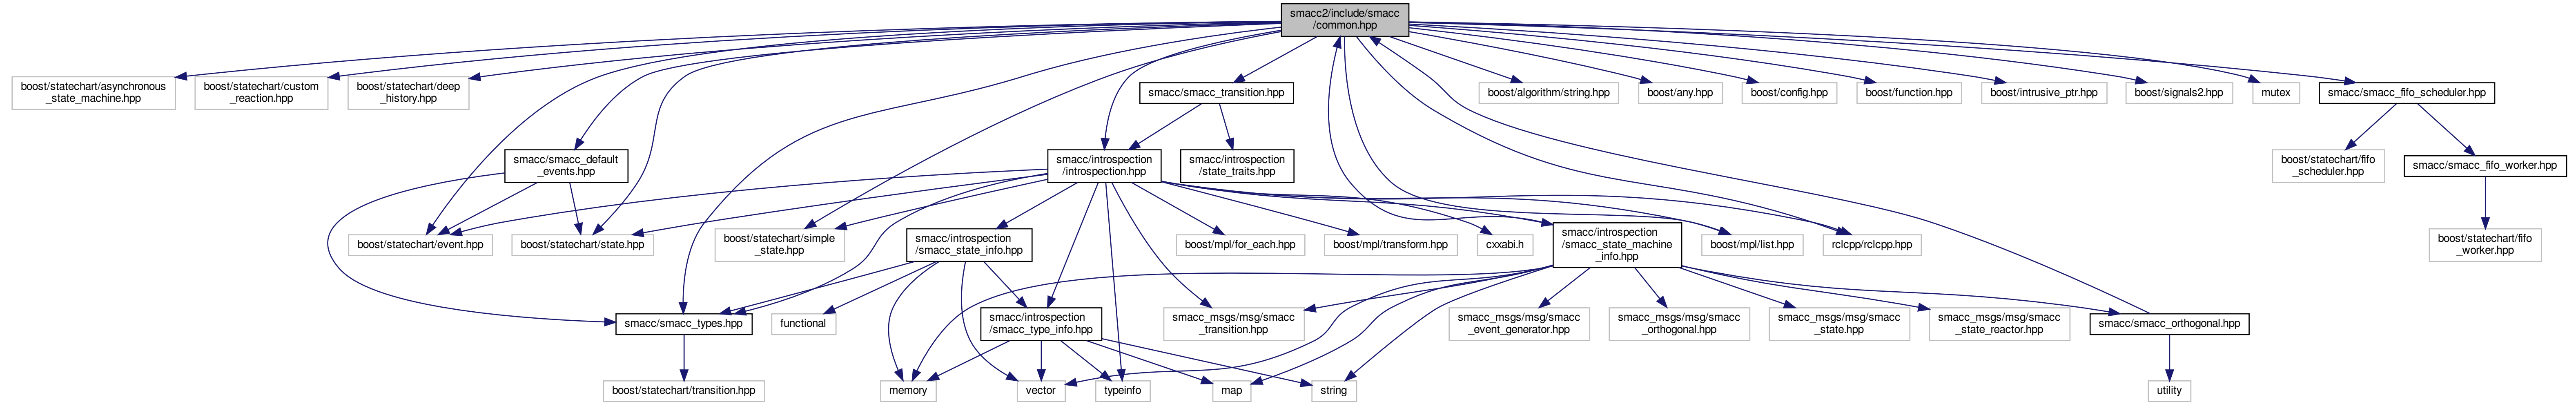 smacc2/include/smacc
/common.hpp
boost/statechart/asynchronous
_state_machine.hpp
boost/statechart/custom
_reaction.hpp
boost/statechart/deep
_history.hpp
smacc/smacc_transition.hpp
boost/algorithm/string.hpp
boost/any.hpp
boost/config.hpp
boost/function.hpp
boost/intrusive_ptr.hpp
boost/signals2.hpp
mutex
smacc/smacc_fifo_scheduler.hpp
smacc/smacc_default
_events.hpp
smacc/introspection
/introspection.hpp
smacc/introspection
/state_traits.hpp
boost/statechart/fifo
_scheduler.hpp
smacc/smacc_fifo_worker.hpp
boost/statechart/event.hpp
boost/statechart/state.hpp
boost/statechart/simple
_state.hpp
smacc/introspection
/smacc_state_info.hpp
boost/mpl/for_each.hpp
boost/mpl/transform.hpp
cxxabi.h
smacc/introspection
/smacc_state_machine
_info.hpp
boost/mpl/list.hpp
rclcpp/rclcpp.hpp
boost/statechart/fifo
_worker.hpp
smacc/smacc_types.hpp
functional
smacc/introspection
/smacc_type_info.hpp
smacc_msgs/msg/smacc
_transition.hpp
smacc_msgs/msg/smacc
_event_generator.hpp
smacc_msgs/msg/smacc
_orthogonal.hpp
smacc_msgs/msg/smacc
_state.hpp
smacc_msgs/msg/smacc
_state_reactor.hpp
smacc/smacc_orthogonal.hpp
boost/statechart/transition.hpp
memory
vector
typeinfo
map
string
utility